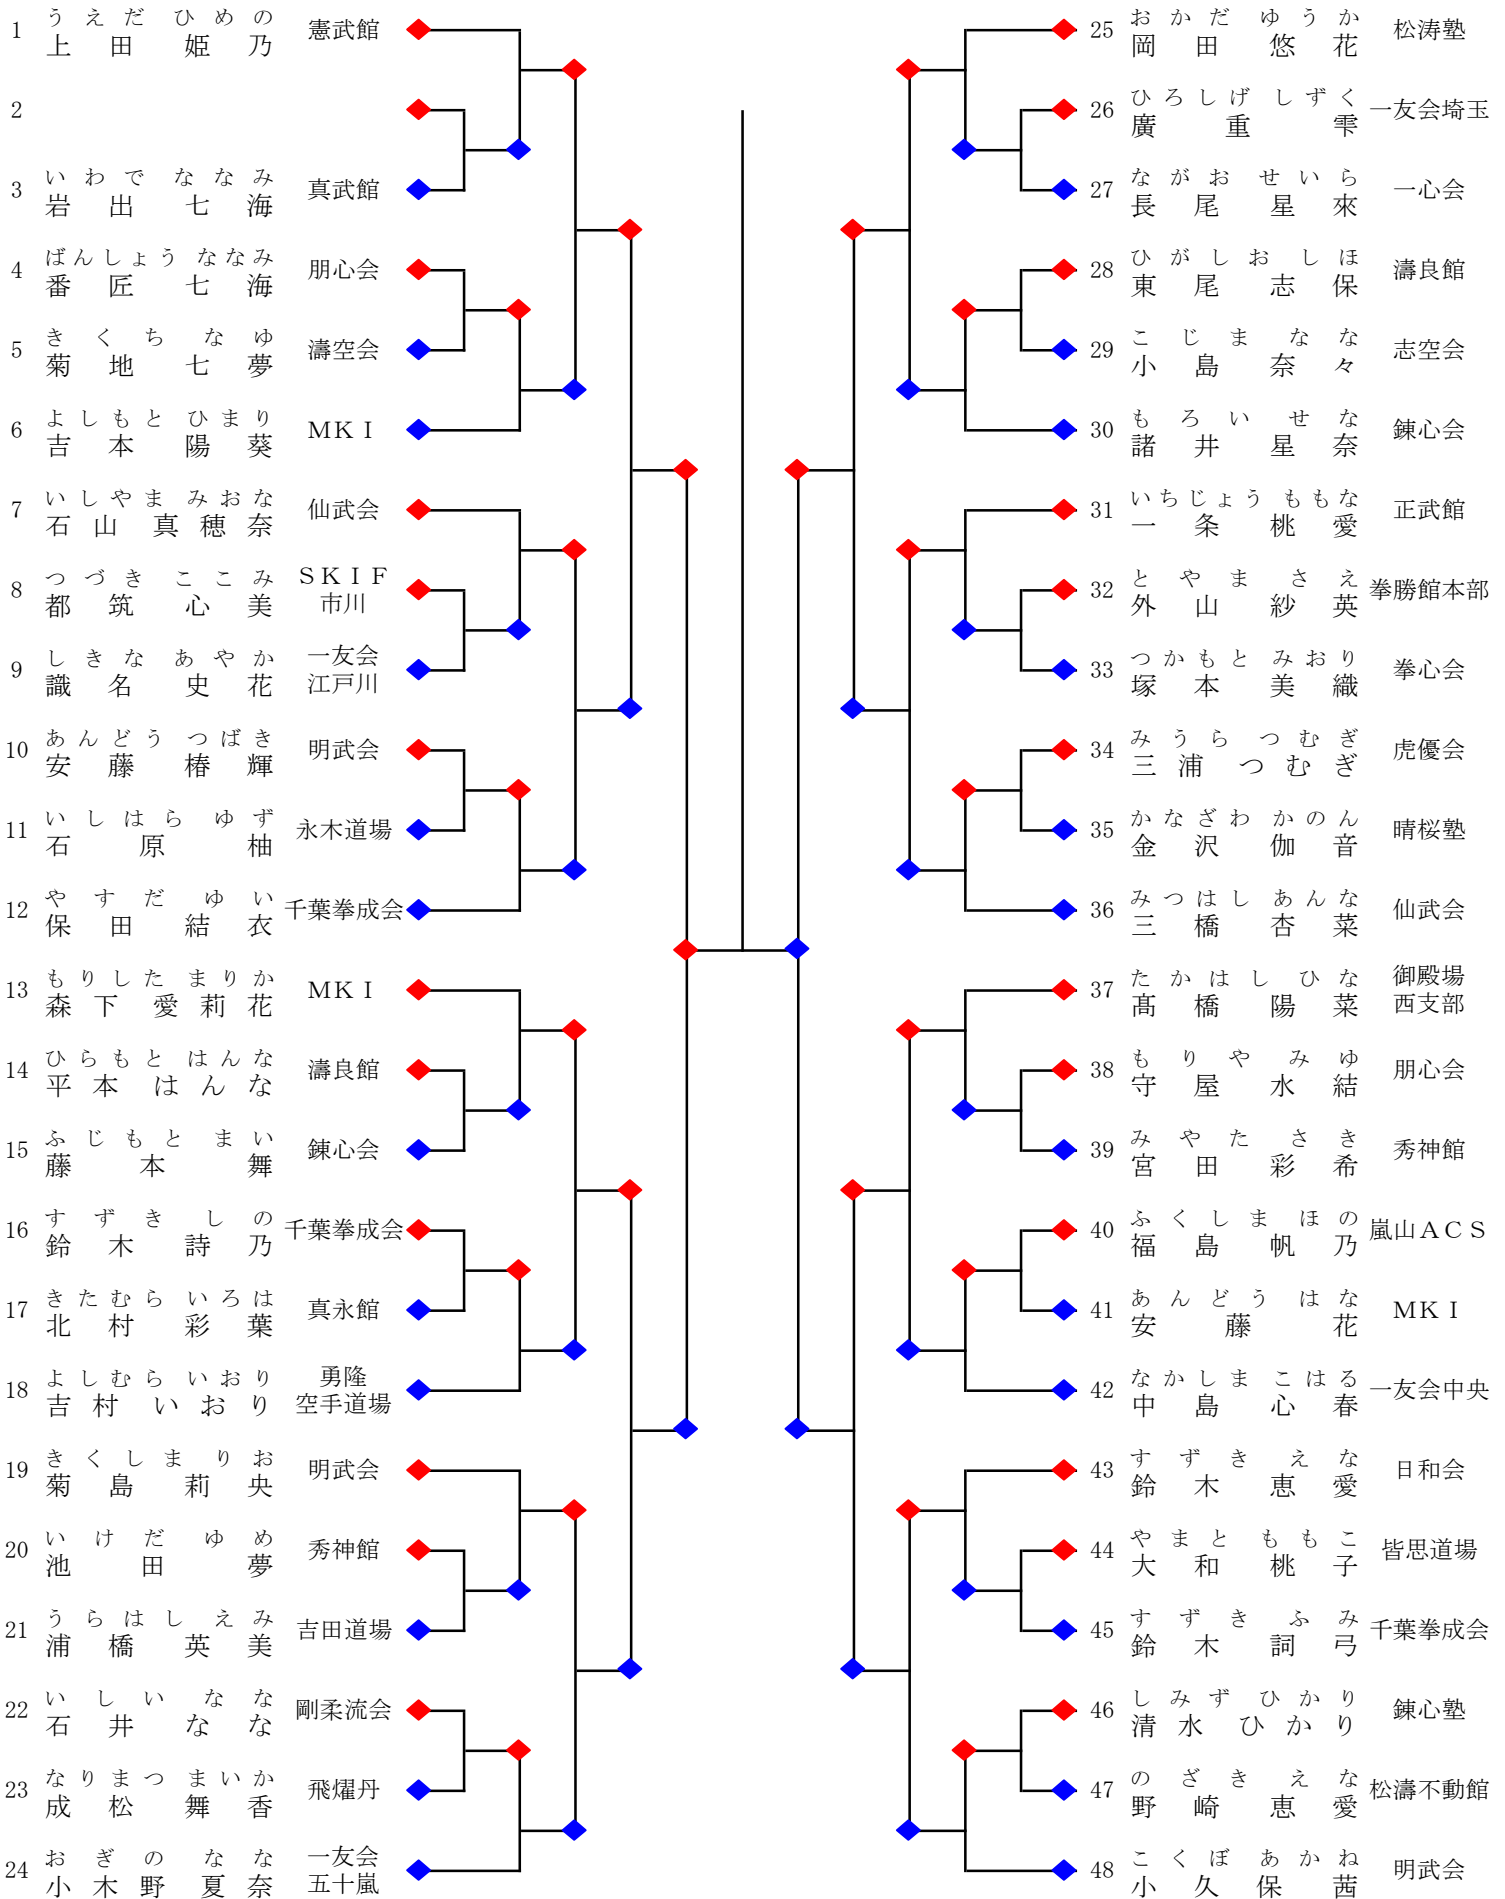 1 うえだ ひめの 憲武館
上田 姫乃
2
3 いわで ななみ 真武館
岩出 七海
4 ばんしょう ななみ 朋心会
番匠 七海
5 きくち なゆ 濤空会
菊地 七夢
6 よしもと ひまり ＭＫＩ
吉本 陽葵
7 いしやま みおな 仙武会
石山 真穂奈
8 つづき ここみ ＳＫＩＦ
都筑 心美 市川
9 しきな あやか 一友会
識名 史花 江戸川
10 あんどう つばき 明武会
安藤 椿輝
11 いしはら ゆず 永木道場
石原 柚
12 やすだ ゆい 千葉拳成会
保田 結衣
13 もりした まりか ＭＫＩ
森下 愛莉花
14 ひらもと はんな 濤良館
平本 はんな
15 ふじもと まい 錬心会
藤本 舞
16 すずき しの 千葉拳成会
鈴木 詩乃
17 きたむら いろは 真永館
北村 彩葉
18 よしむら いおり 勇隆
吉村 いおり 空手道場
19 きくしま りお 明武会
菊島 莉央
20 いけだ ゆめ 秀神館
池田 夢
21 うらはし えみ 吉田道場
浦橋 英美
22 いしい なな 剛柔流会
石井 なな
23 なりまつ まいか 飛燿丹
成松 舞香
24 おぎの なな 一友会
小木野 夏奈 五十嵐
25 おかだ ゆうか 松涛塾
岡田 悠花
26 ひろしげ しずく 一友会埼玉
廣重 雫
27 ながお せいら 一心会
長尾 星來
28 ひがしお しほ 濤良館
東尾 志保
29 こじま なな 志空会
小島 奈々
30 もろい せな 錬心会
諸井 星奈
31 いちじょう ももな 正武館
一条 桃愛
32 とやま さえ 拳勝館本部
外山 紗英
33 つかもと みおり 拳心会
塚本 美織
34 みうら つむぎ 虎優会
三浦 つむぎ
35 かなざわ かのん 晴桜塾
金沢 伽音
36 みつはし あんな 仙武会
三橋 杏菜
37 たかはし ひな 御殿場
髙橋 陽菜 西支部
38 もりや みゆ 朋心会
守屋 水結
39 みやた さき 秀神館
宮田 彩希
40 ふくしま ほの 嵐山ＡＣＳ
福島 帆乃
41 あんどう はな ＭＫＩ
安藤 花
42 なかしま こはる 一友会中央
中島 心春
43 すずき えな 日和会
鈴木 恵愛
44 やまと ももこ 皆思道場
大和 桃子
45 すずき ふみ 千葉拳成会
鈴木 詞弓
46 しみず ひかり 錬心塾
清水 ひかり
47 のざき えな 松濤不動館
野崎 恵愛
48 こくぼ あかね 明武会
小久保 茜